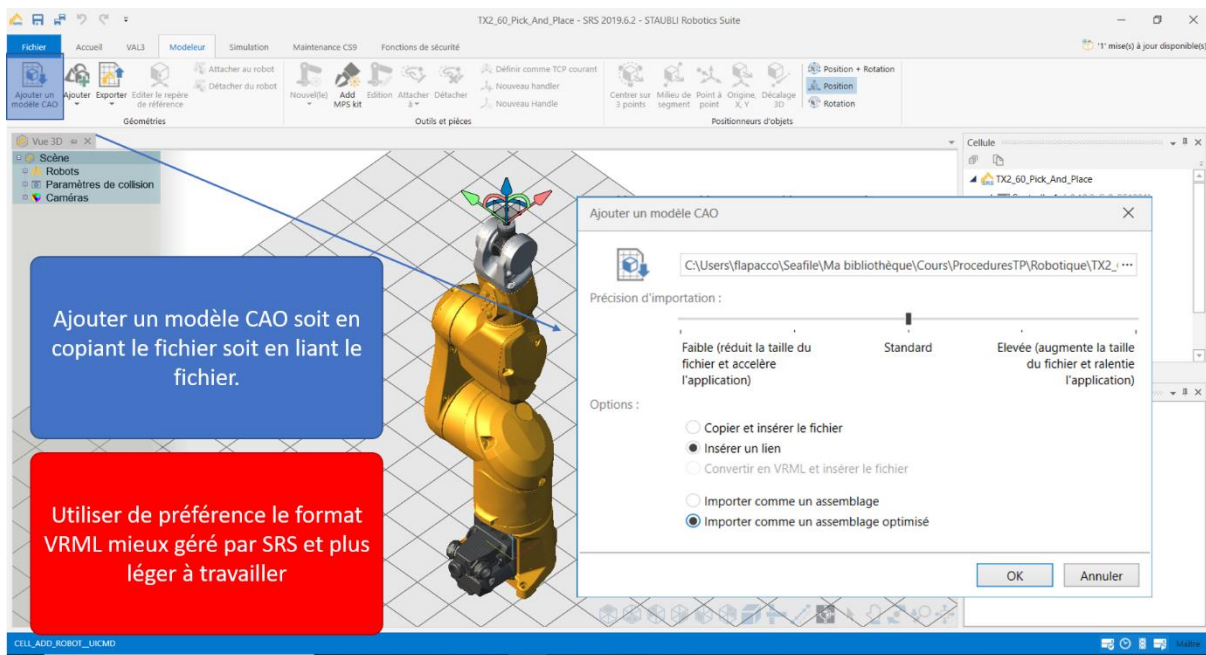 TX2_60_Pick_And_Place - SRS 2019.6.2 - STAUBLI Robotics Suite
Fichier Accueil VAL3 Modeleur Simulation Maintenance CS9 Fonctions de sécurité
'1' mise(s) à jour disponible(s)
Ajouter un
modèle CAO
Ajouter
Exporter
Editer le repère
de référence
Attacher au robot
Détacher du robot
Géométries
Nouvel(le)
Add
MPS kit
Edition
Attacher
à
Détacher
Définir comme TCP courant
Nouveau handler
Nouveau Handle
Outils et pièces
Centrer sur
3 points
Milieu de
segment
Point à
point
Origine
X, Y
Décalage
3D
Position + Rotation
Position
Rotation
Positionneurs d'objets
Vue 3D
Scène
Robots
Paramètres de collision
Caméras
Cellule
TX2_60_Pick_And_Place
Ajouter un modèle CAO soit en
copiant le fichier soit en liant le
fichier.
Utiliser de préférence le format
VRML mieux géré par SRS et plus
léger à travailler
Ajouter un modèle CAO
C:\Users\flapacco\Seafile\Ma bibliothèque\Cours\ProceduresTP\Robotique\TX2_ ...
Précision d'importation :
Faible (réduit la taille du
fichier et accelère
l'application)
Standard
Elevée (augmente la taille
du fichier et ralentie
l'application)
Options :
Copier et insérer le fichier
Insérer un lien
Convertir en VRML et insérer le fichier
Importer comme un assemblage
Importer comme un assemblage optimisé
OK Annuler
CELL_ADD_ROBOT__UICMD
Maître